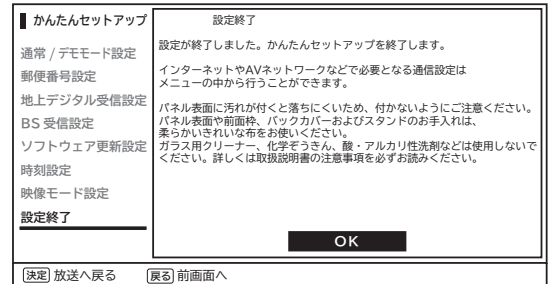 かんたんセットアップ
通常 / デモモード設定
郵便番号設定
地上デジタル受信設定
BS 受信設定
ソフトウェア更新設定
時刻設定
映像モード設定
設定終了
設定終了
設定が終了しました。かんたんセットアップを終了します。
インターネットやAVネットワークなどで必要となる通信設定は
メニューの中から行うことができます。
パネル表面に汚れが付くと落ちにくいため、付かないようにご注意ください。
パネル表面や前面枠、バックカバーおよびスタンドのお手入れは、
柔らかいきれいな布をお使いください。
ガラス用クリーナー、化学ぞうきん、酸・アルカリ性洗剤などは使用しないで
ください。詳しくは取扱説明書の注意事項を必ずお読みください。
OK
決定 放送へ戻る 戻る 前画面へ